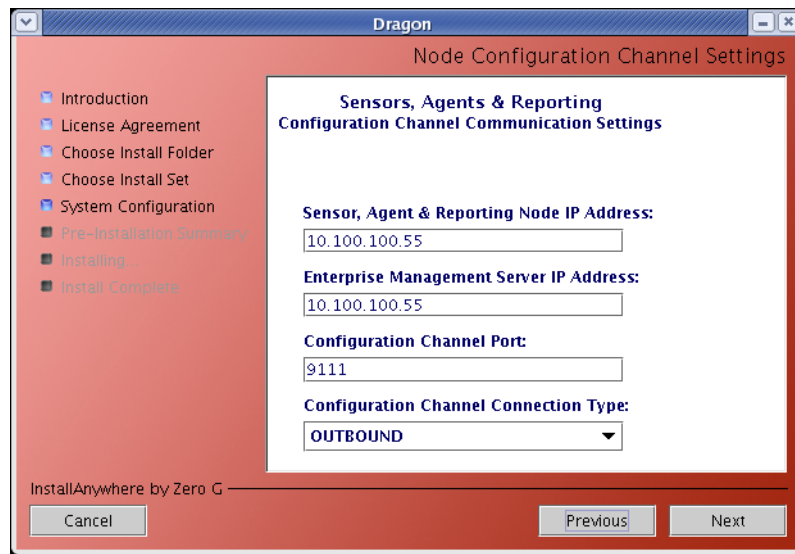 Dragon
Node Configuration Channel Settings
Introduction
License Agreement
Choose Install Folder
Choose Install Set
System Configuration
Pre-Installation Summary
Installing...
Install Complete
Sensors, Agents & Reporting
Configuration Channel Communication Settings
Sensor, Agent & Reporting Node IP Address:
10.100.100.55
Enterprise Management Server IP Address:
10.100.100.55
Configuration Channel Port:
9111
Configuration Channel Connection Type:
OUTBOUND
InstallAnywhere by Zero G
Cancel
Previous
Next